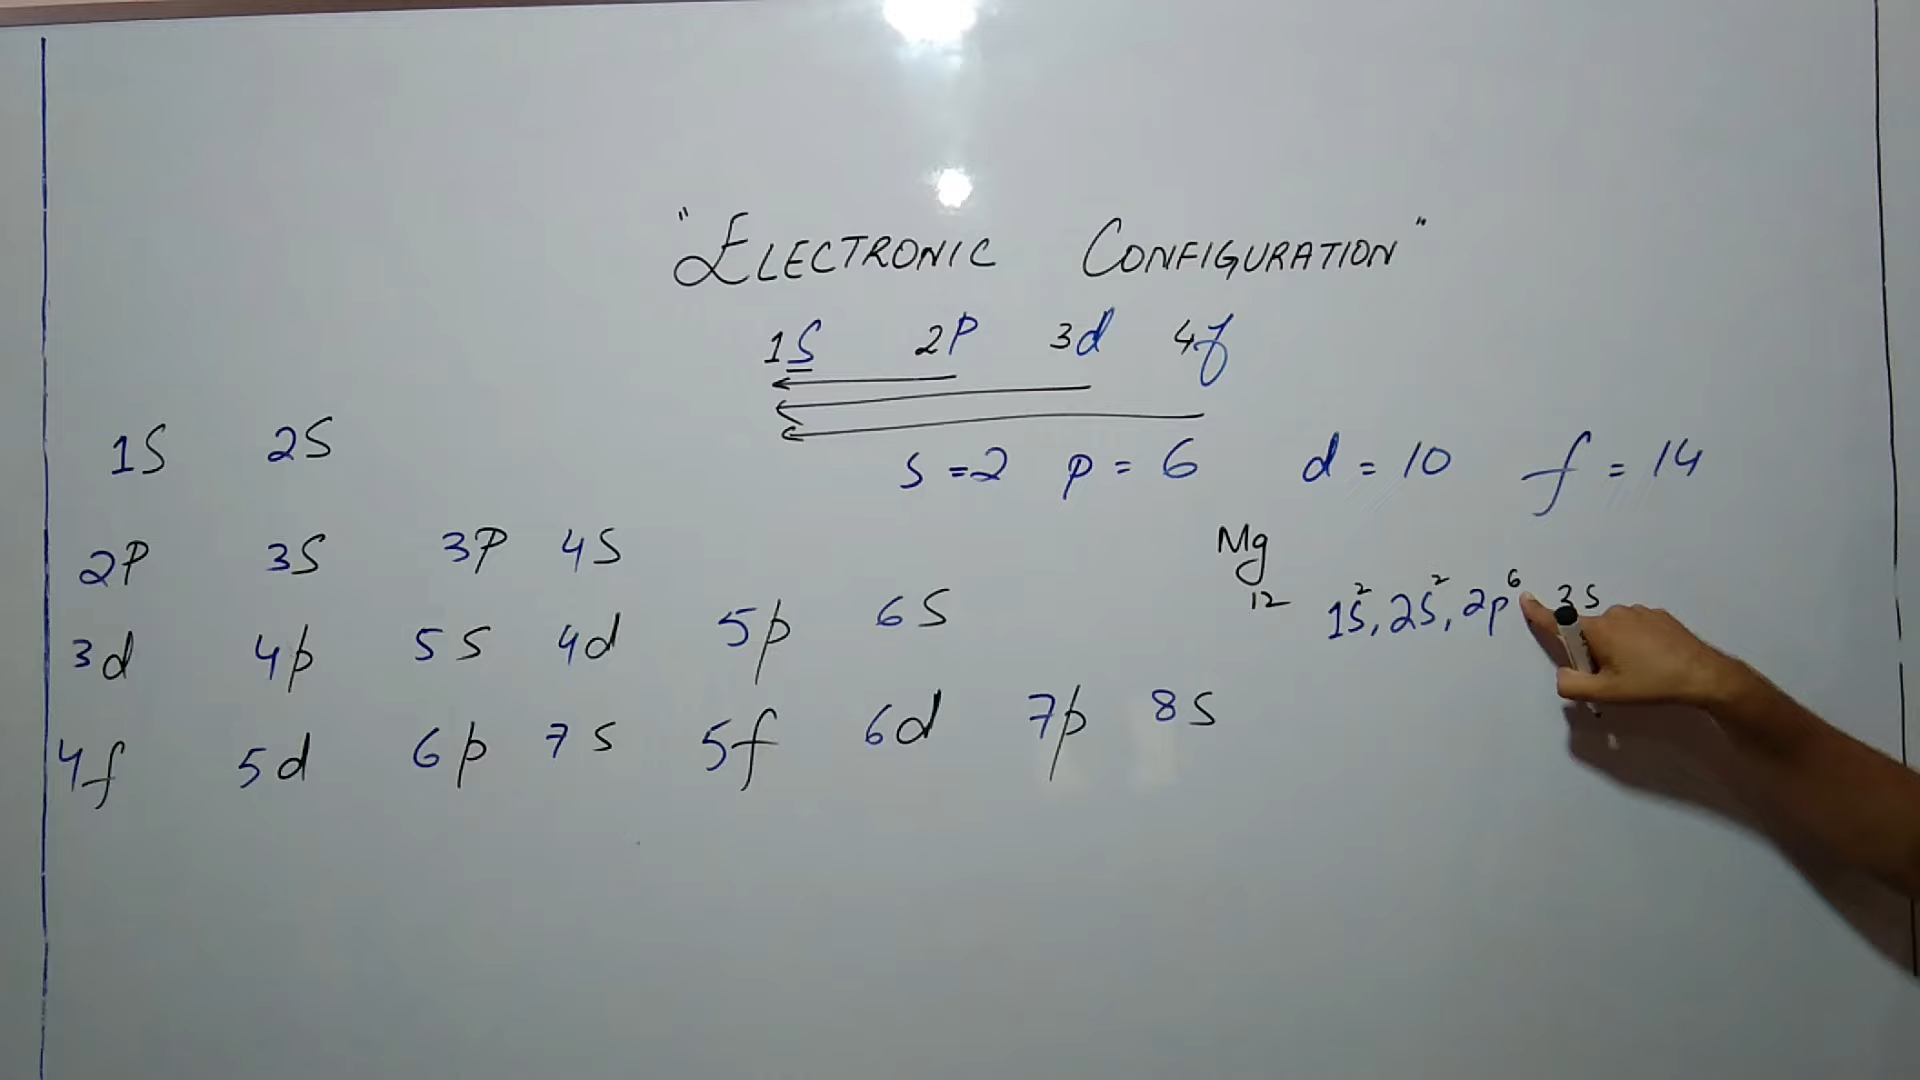 "ELECTRONIC CONFIGURATION"
1S 2P 3d 4f
1S 2S
S =2 p = 6 d = 10 f = 14
2P 3S 3P 4S
Mg
12 1S², 2S², 2p⁶ 3S
3d 4p 5S 4d 5p 6S
4f 5d 6p 7S 5f 6d 7p 8S